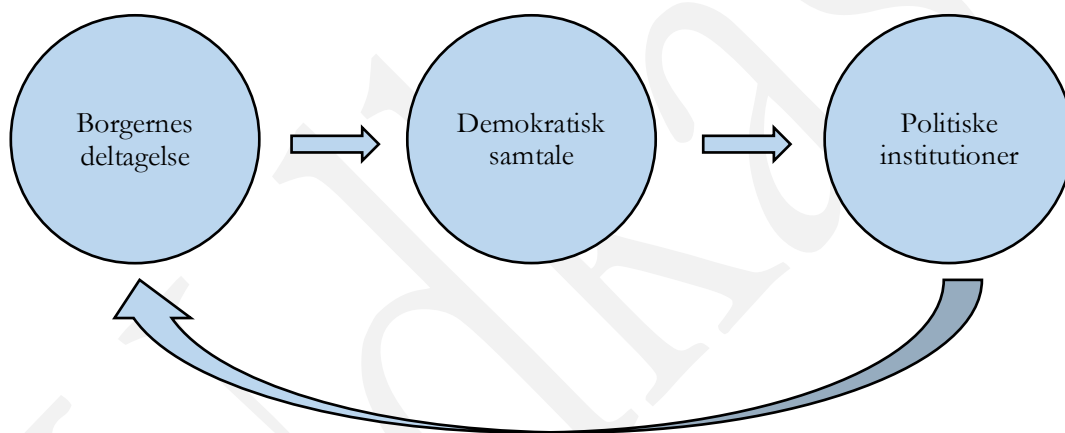 Borgernes
deltagelse
Demokratisk
samtale
Politiske
institutioner